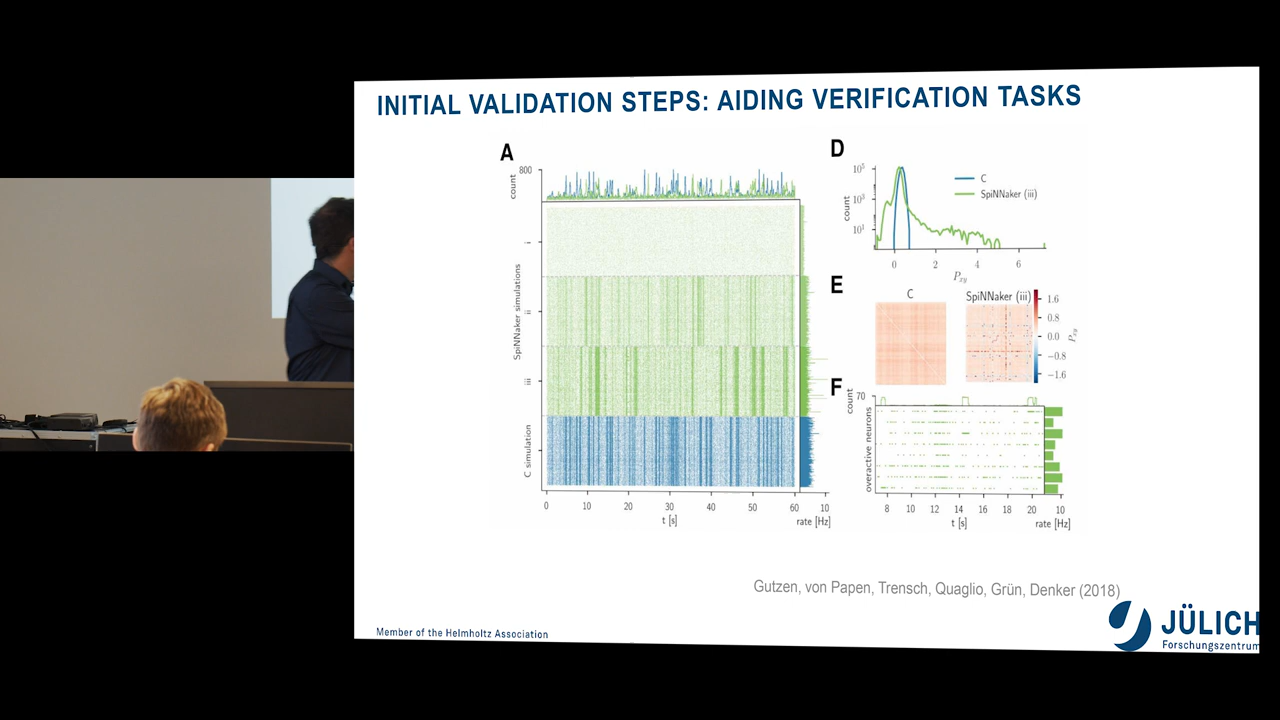 INITIAL VALIDATION STEPS: AIDING VERIFICATION TASKS
A
800
count
SpiNNaker simulations
i
ii
iii
C simulation
0 10 20 30 40 50 60 10
t [s] rate [Hz]
D
10⁵
10³
10¹
count
C
SpiNNaker (iii)
0 2 4 6
Pxy
E
C
SpiNNaker (iii)
1.6
0.8
0.0
−0.8
−1.6
Pxy
F
70
count
overactive neurons
8 10 12 14 16 18 20 10
t [s] rate [Hz]
Gutzen, von Papen, Trensch, Quaglio, Grün, Denker (2018)
Member of the Helmholtz Association
JÜLICH
Forschungszentrum